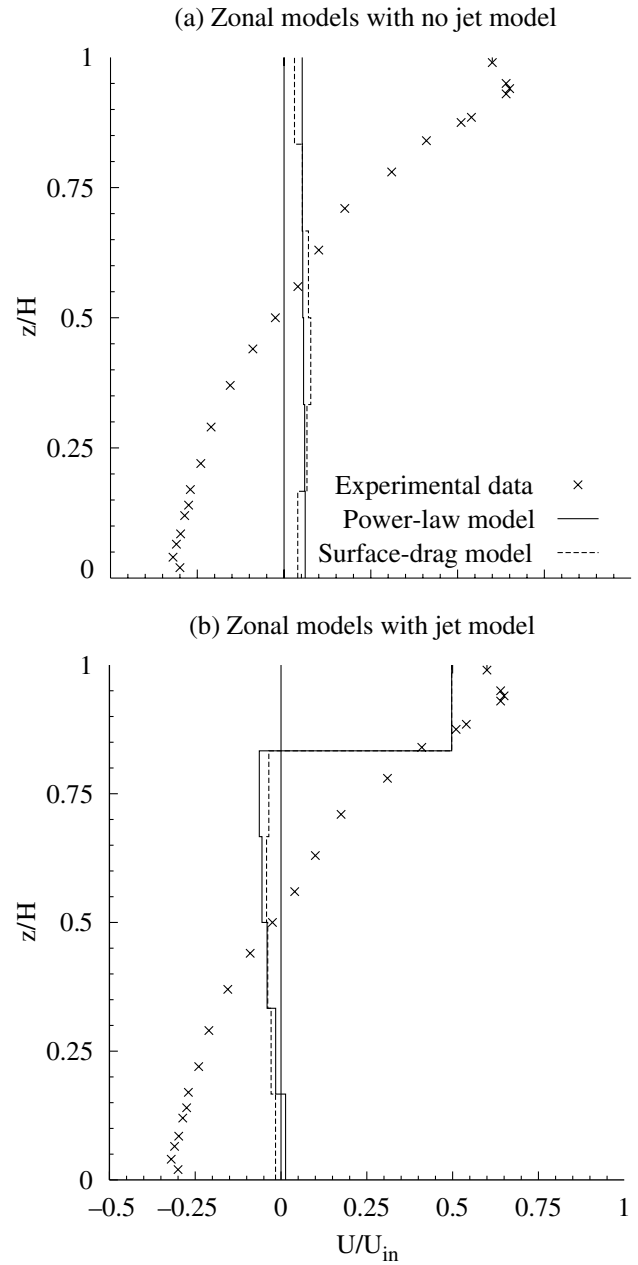 (a) Zonal models with no jet model
1
0.75
0.5
0.25
0
z/H
Experimental data
Power-law model
Surface-drag model
(b) Zonal models with jet model
1
0.75
0.5
0.25
0
z/H
−0.5 −0.25 0 0.25 0.5 0.75 1
U/U_in